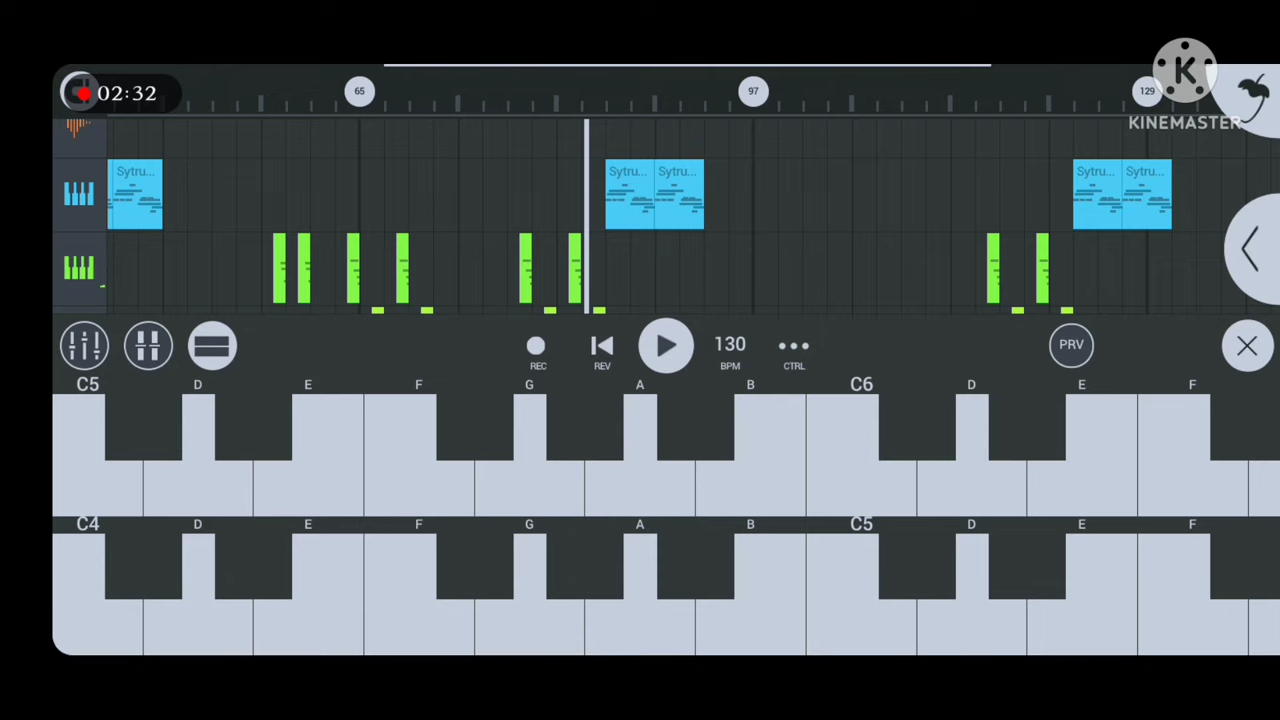 02:32
65
97
129
K
KINEMASTER
Sytru...
Sytru...
Sytru...
Sytru...
Sytru...
130
PRV
REC
REV
BPM
CTRL
C5
D
E
F
G
A
B
C6
D
E
F
C4
D
E
F
G
A
B
C5
D
E
F